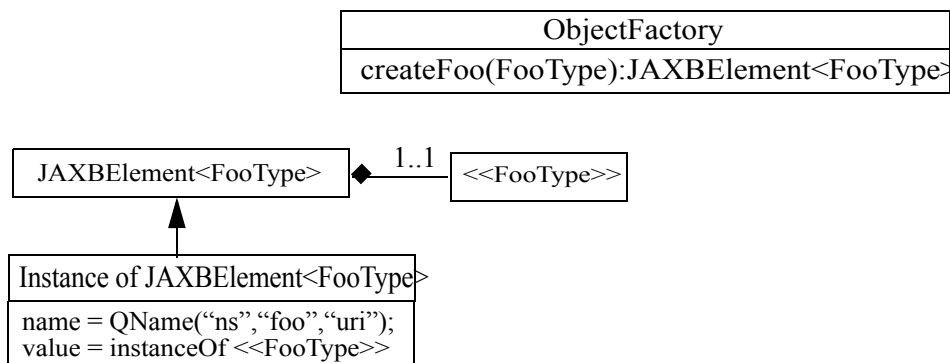 ObjectFactory
createFoo(FooType):JAXBElement<FooType>
JAXBElement<FooType>
1..1
<<FooType>>
Instance of JAXBElement<FooType>
name = QName(“ns”,“foo”,“uri”);
value = instanceOf <<FooType>>